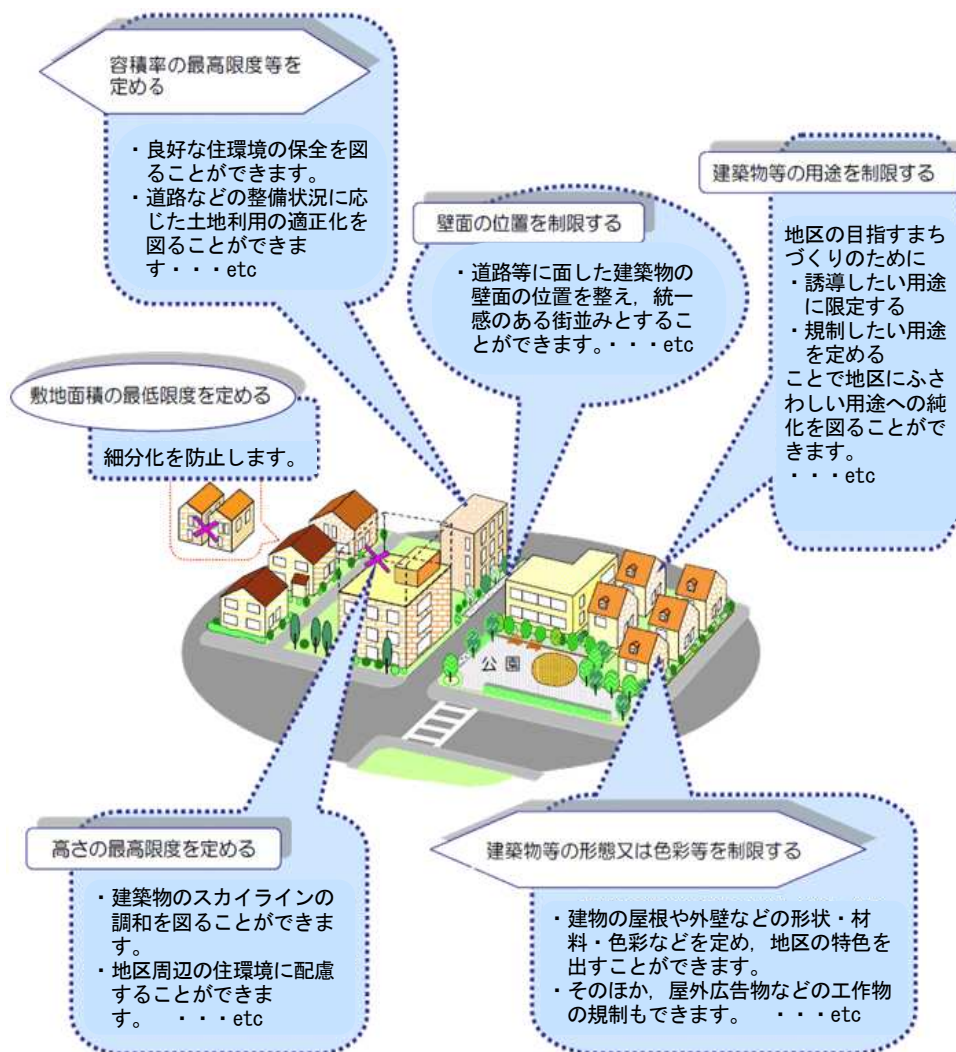 容積率の最高限度等を
定める
・良好な住環境の保全を図
ることができます。
・道路などの整備状況に応
じた土地利用の適正化を
図ることができま
す・・・etc
壁面の位置を制限する
・道路等に面した建築物の
壁面の位置を整え，統一
感のある街並みとするこ
とができます。・・・etc
建築物等の用途を制限する
地区の目指すまち
づくりのために
・誘導したい用途
に限定する
・規制したい用途
を定める
ことで地区にふさ
わしい用途への純
化を図ることがで
きます。
・・・etc
敷地面積の最低限度を定める
細分化を防止します。
公園
高さの最高限度を定める
・建築物のスカイラインの
調和を図ることができま
す。
・地区周辺の住環境に配慮
することができま
す。　・・・etc
建築物等の形態又は色彩等を制限する
・建物の屋根や外壁などの形状・材
料・色彩などを定め，地区の特色を
出すことができます。
・そのほか，屋外広告物などの工作物
の規制もできます。　・・・etc